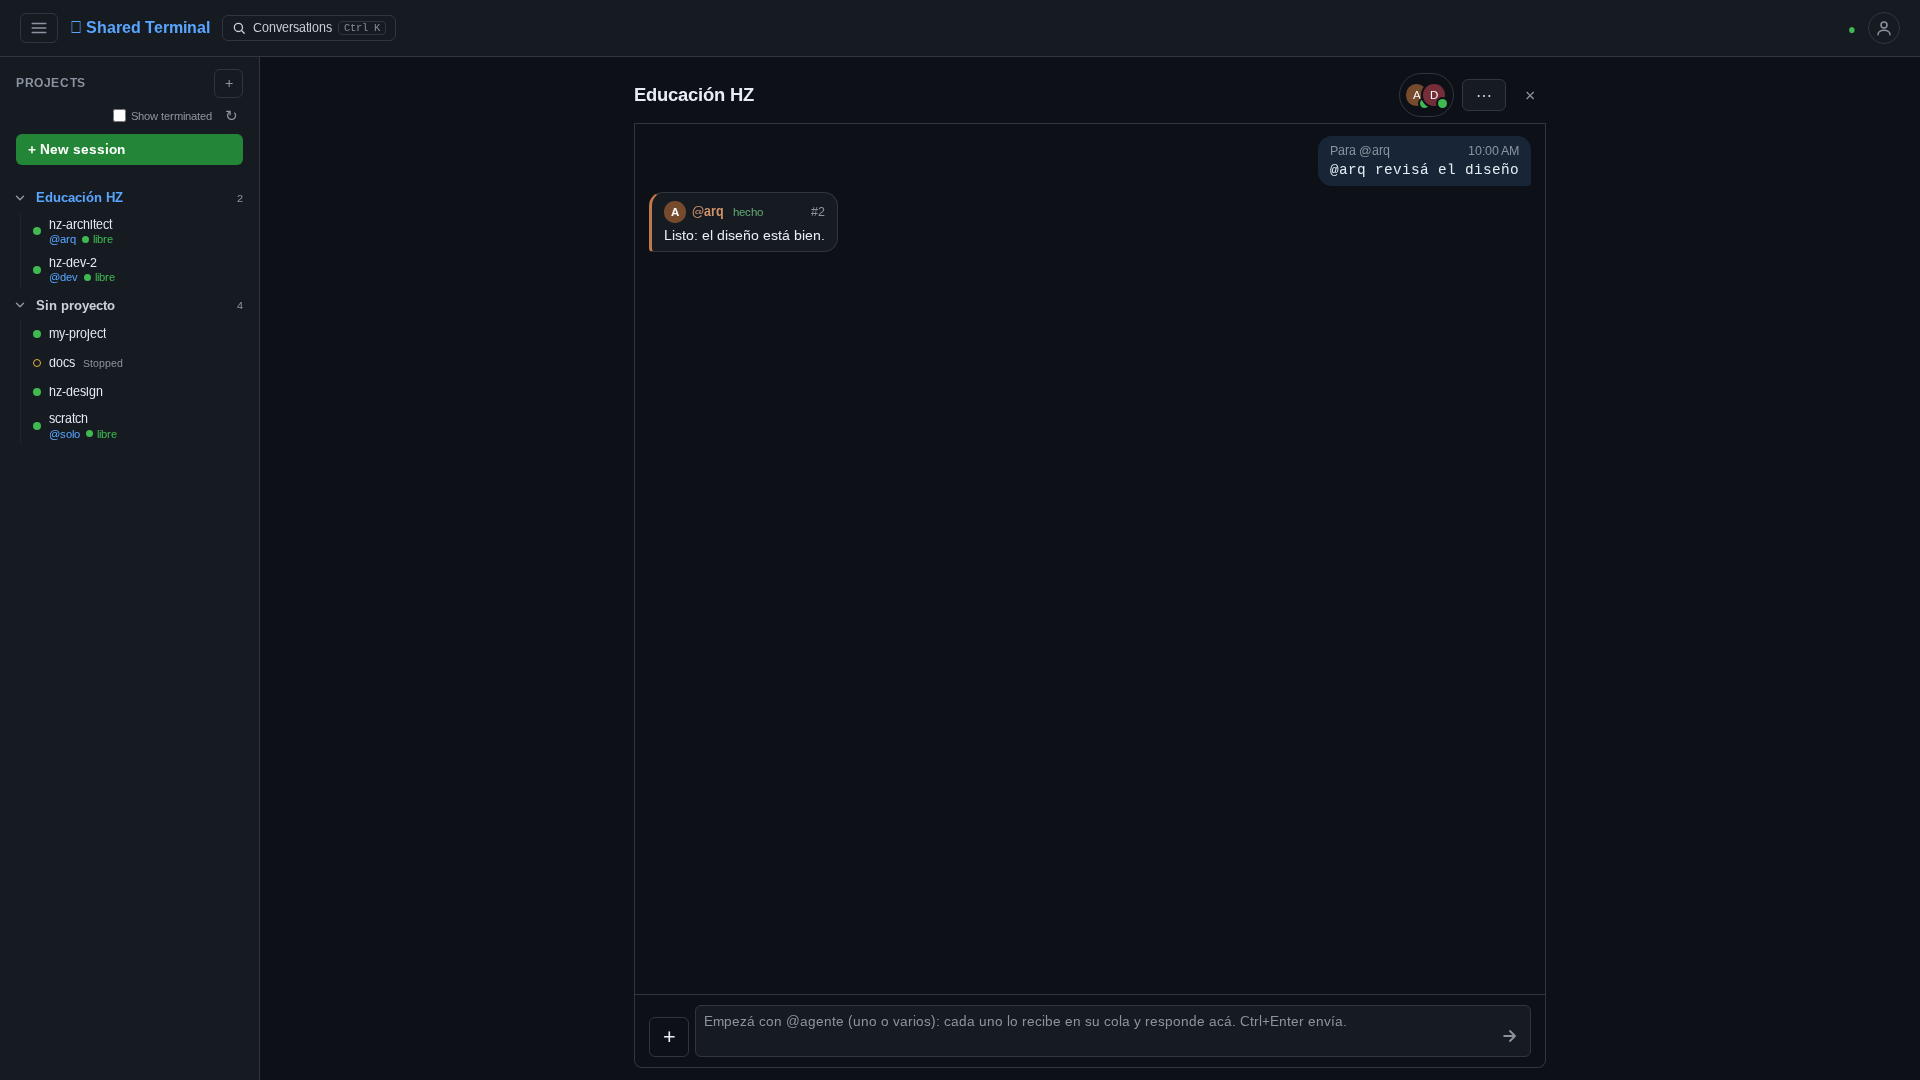 Shared Terminal
Conversations Ctrl K
PROJECTS
+
Show terminated
+ New session
Educación HZ 2
hz-architect
@arq libre
hz-dev-2
@dev libre
Sin proyecto 4
my-project
docs Stopped
hz-design
scratch
@solo libre
Educación HZ
A D
Para @arq 10:00 AM
@arq revisá el diseño
A @arq hecho #2
Listo: el diseño está bien.
Empezá con @agente (uno o varios): cada uno lo recibe en su cola y responde acá. Ctrl+Enter envía.
+